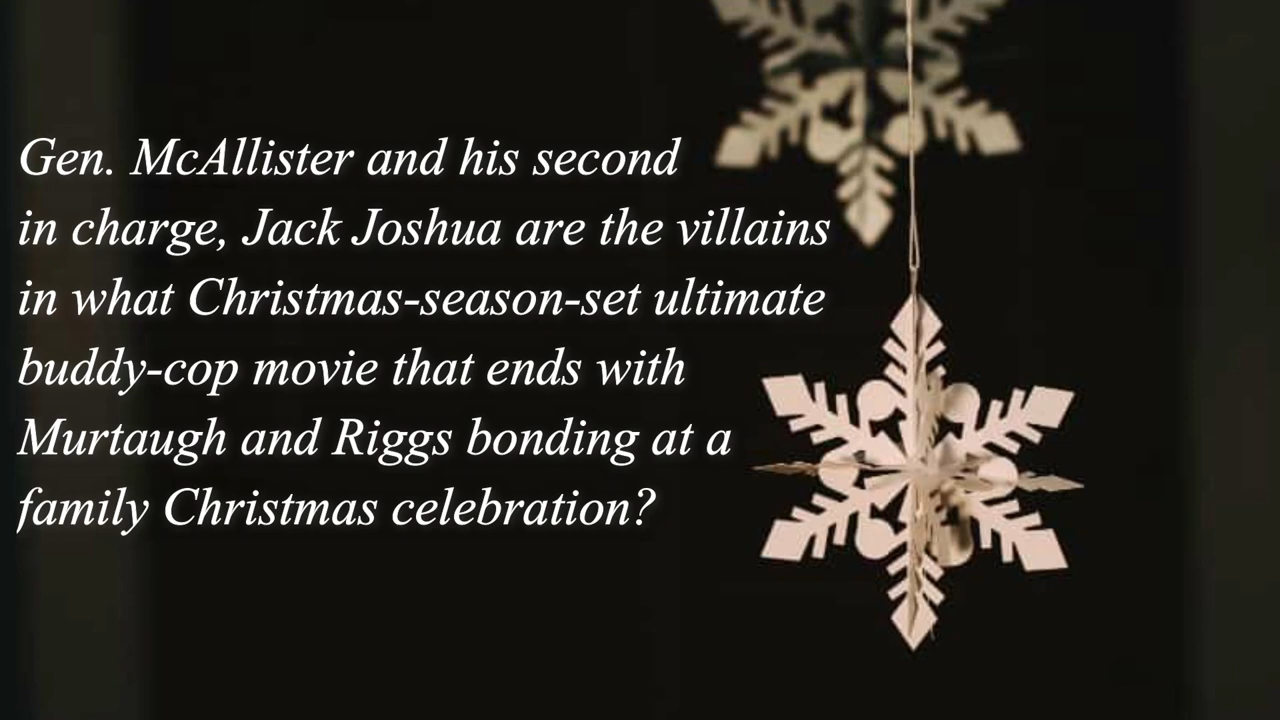 Gen. McAllister and his second
in charge, Jack Joshua are the villains
in what Christmas-season-set ultimate
buddy-cop movie that ends with
Murtaugh and Riggs bonding at a
family Christmas celebration?